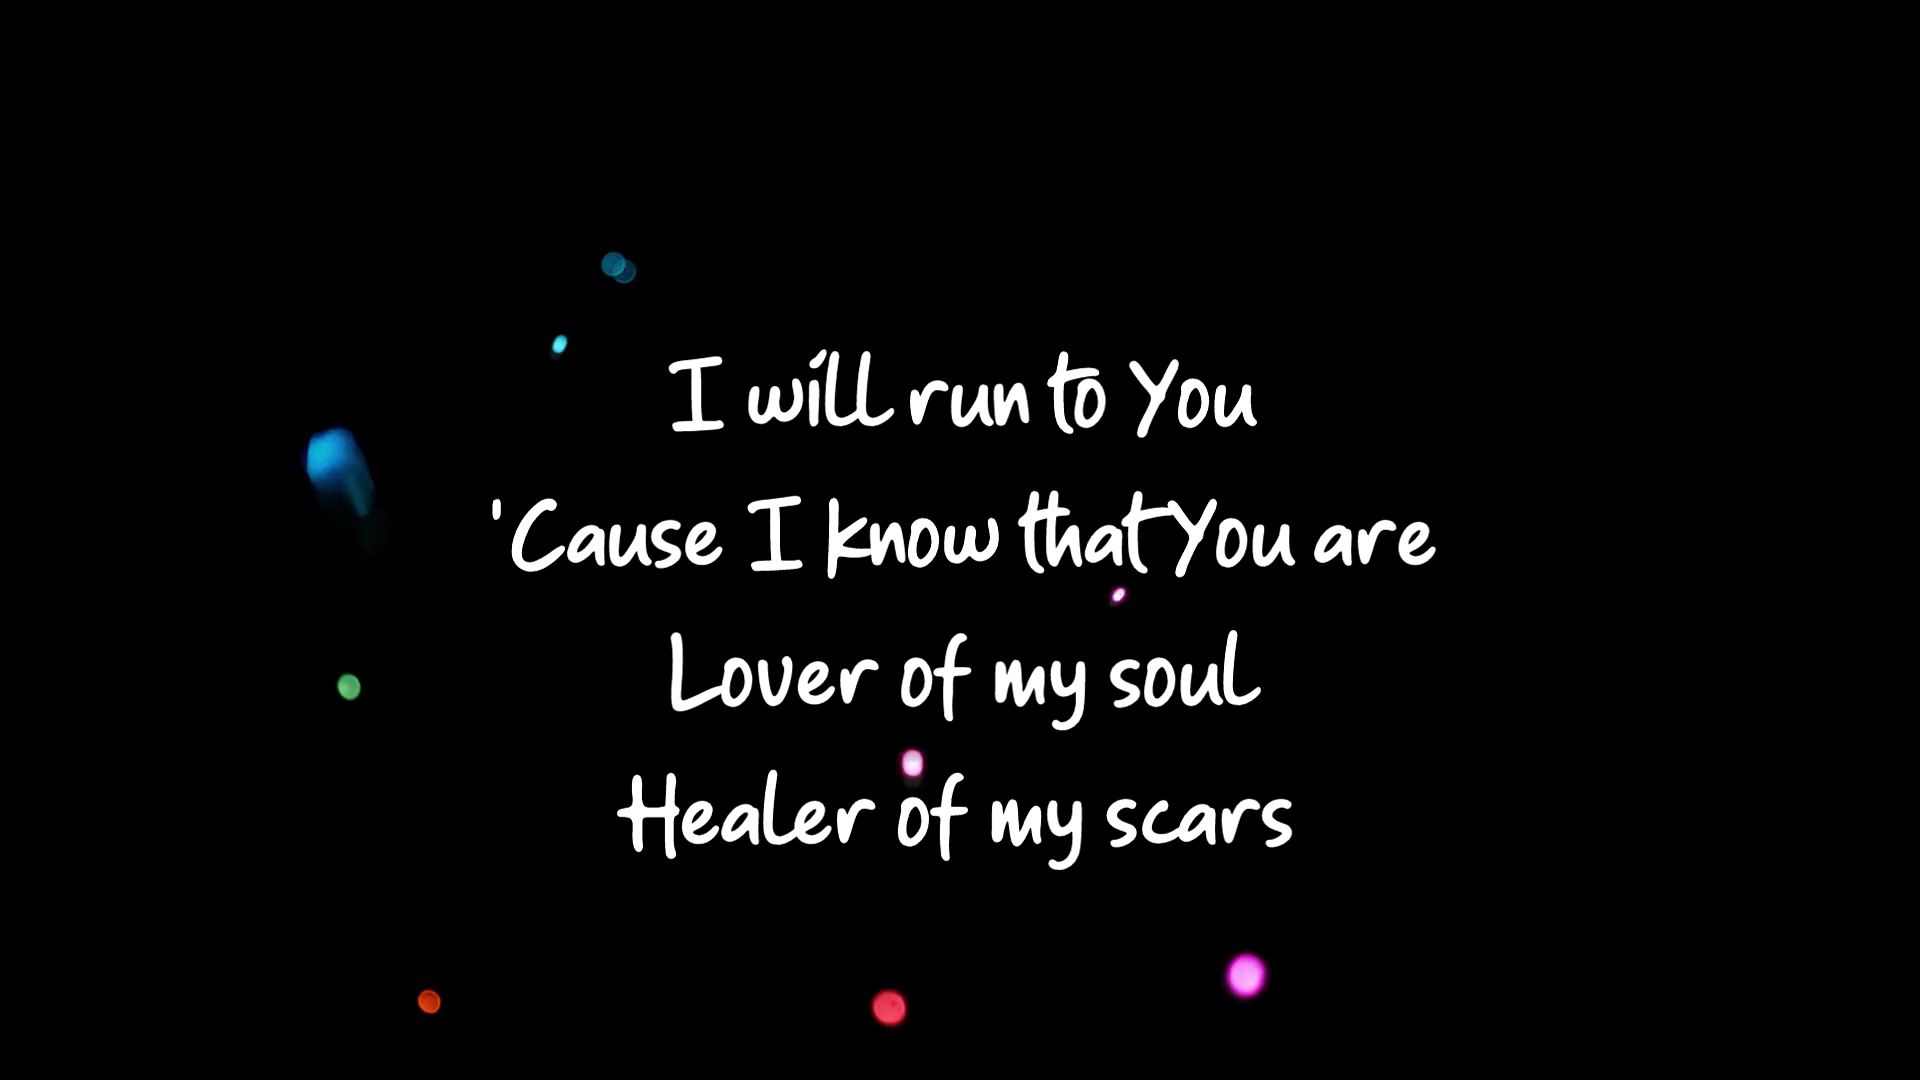 I will run to You
'Cause I know that You are
Lover of my soul
Healer of my scars